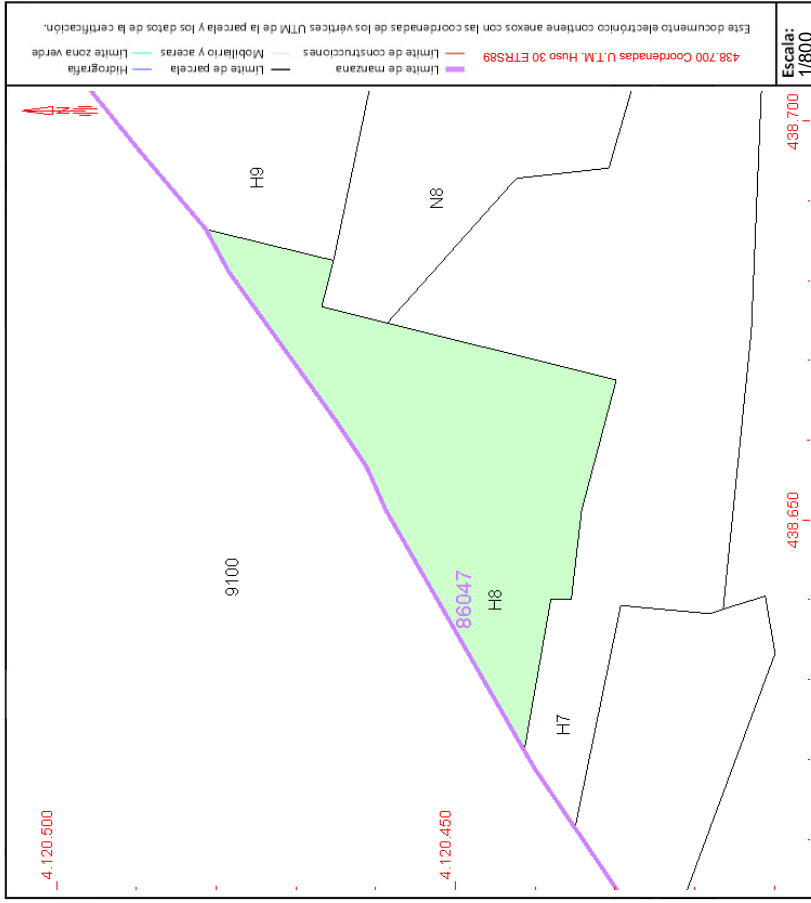 Este documento electrónico contiene anexos con las coordenadas de los vértices UTM de la parcela y los datos de la certificación.
438.700 Coordenadas U.T.M. Huso 30 ETRS89
Límite de manzana
Límite de construcciones
Límite de parcela
Mobiliario y aceras
Hidrografía
Límite zona verde
Escala:
1/800
438.700
H9
N8
438.650
9100
86047
H8
H7
4.120.500
4.120.450